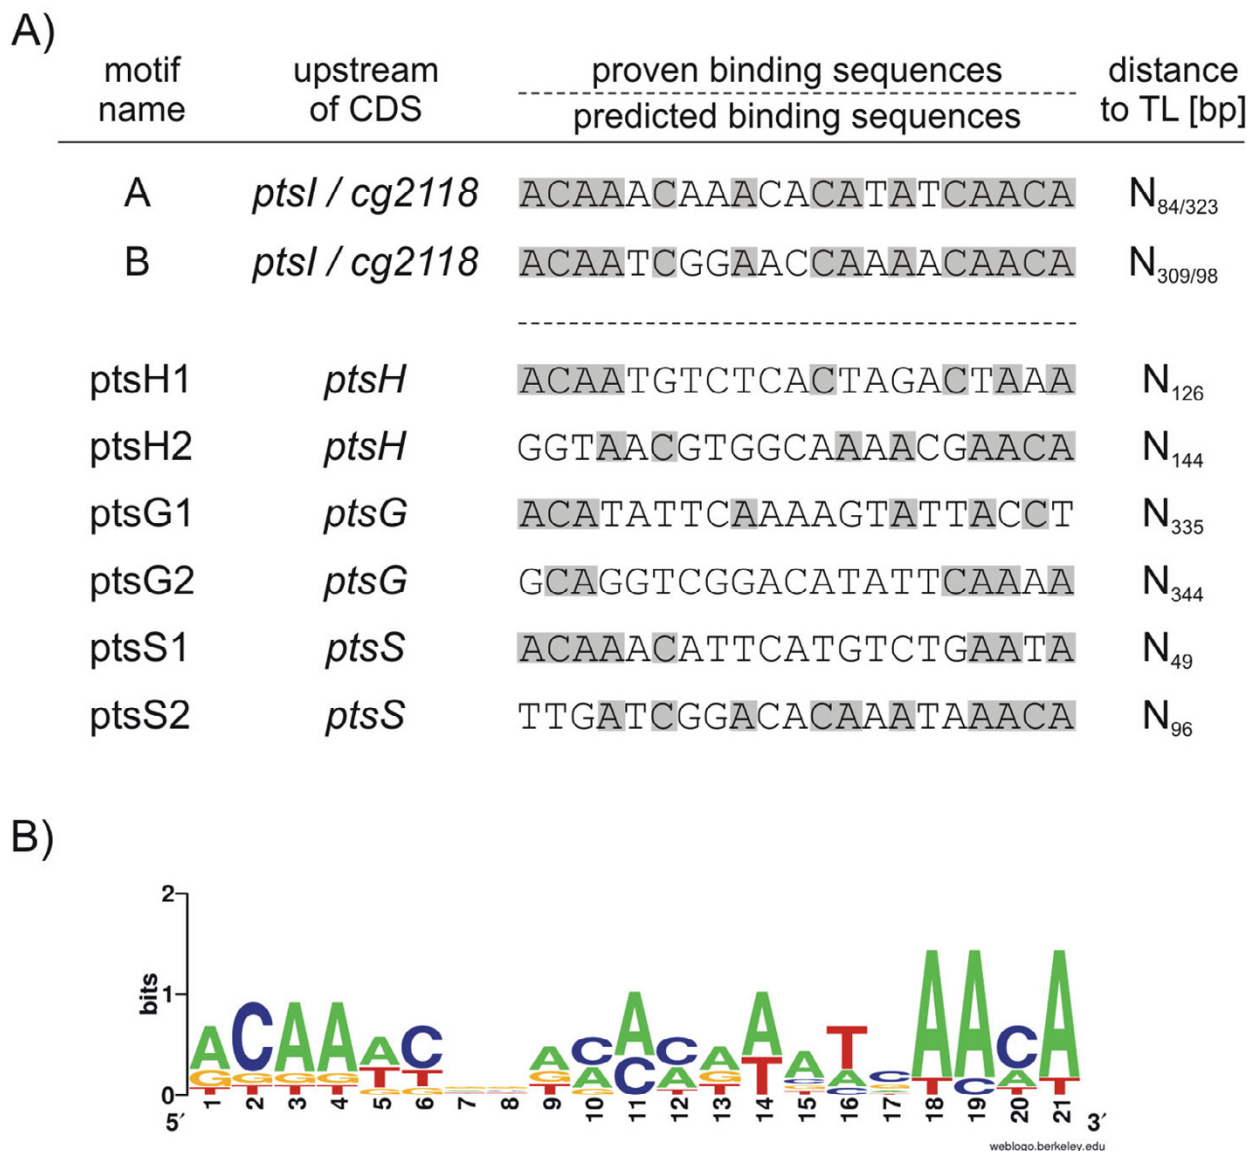 A)
motif upstream proven binding sequences distance
name of CDS predicted binding sequences to TL [bp]
A ptsI / cg2118 ACAAACAAACACATATCAACA N84/323
B ptsI / cg2118 ACAATCGGAACCAAAACAACA N309/98
ptsH1 ptsH ACAATGTCTCACTAGACTAAA N126
ptsH2 ptsH GGTAACGTGGCAAAACGAACA N144
ptsG1 ptsG ACATATTCAAAAGTATTACCT N335
ptsG2 ptsG GCAGGTCGGACATATTCAAAA N344
ptsS1 ptsS ACAAACATTCATGTCTGAATA N49
ptsS2 ptsS TTGATCGGACACAAATAAACA N96
B)
2
bits
1
0
5′ 1 2 3 4 5 6 7 8 9 10 11 12 13 14 15 16 17 18 19 20 21 3′
weblogo.berkeley.edu